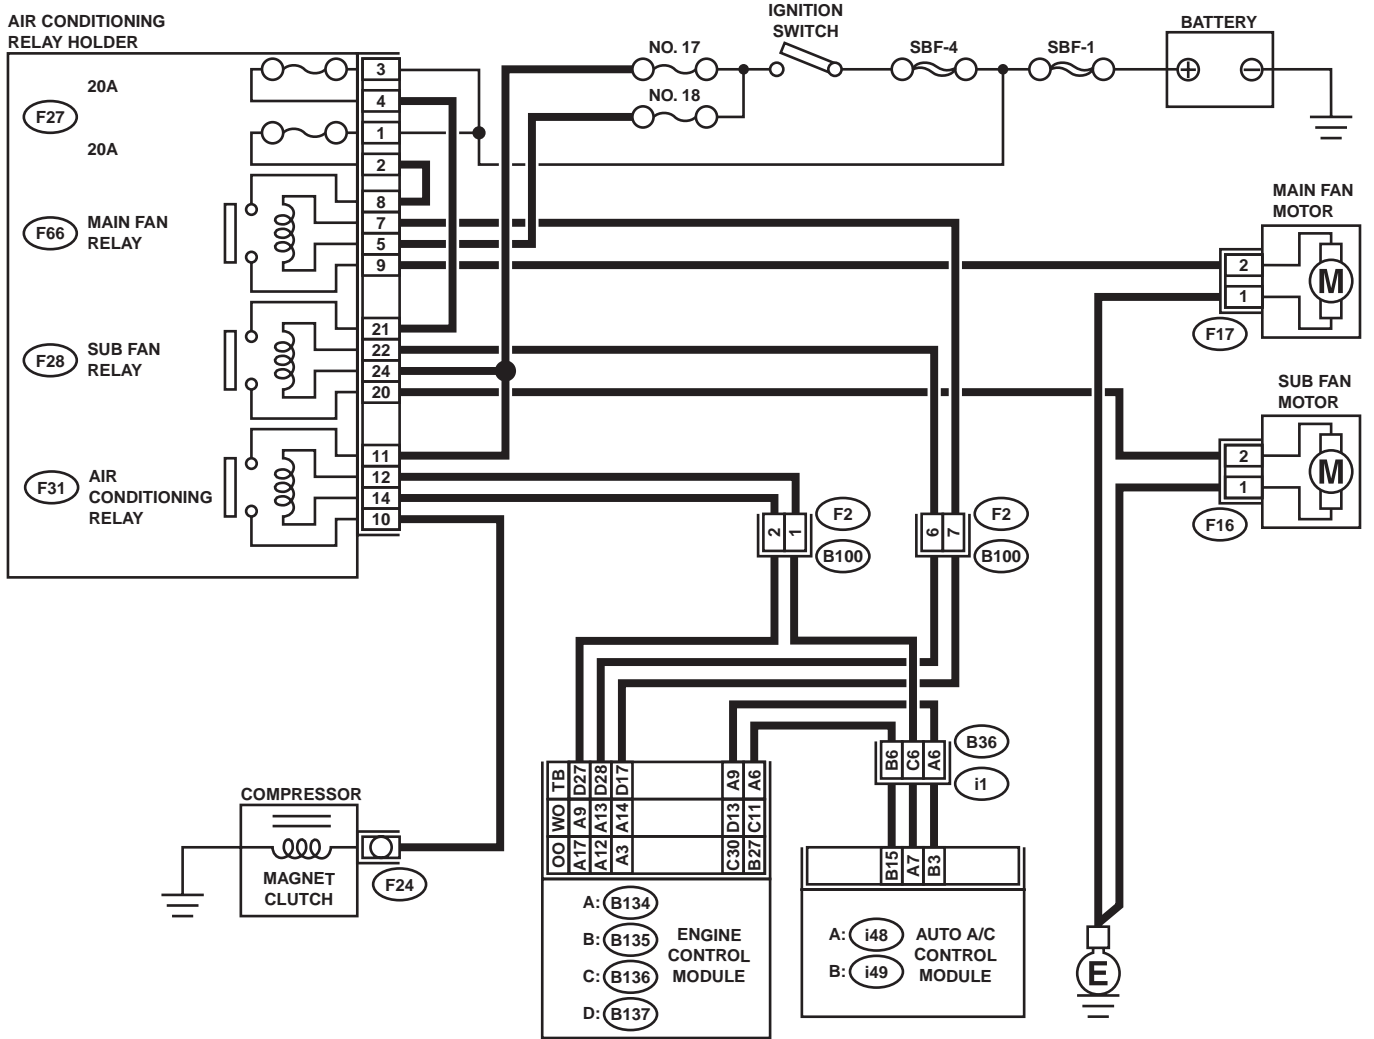 AIR CONDITIONING
RELAY HOLDER
IGNITION
SWITCH
BATTERY
NO. 17
SBF-4
SBF-1
NO. 18
20A
F27
20A
3
4
1
2
8
7
5
9
F66
MAIN FAN
RELAY
21
22
24
20
F28
SUB FAN
RELAY
11
12
14
10
F31
AIR
CONDITIONING
RELAY
MAIN FAN
MOTOR
2
1
M
F17
SUB FAN
MOTOR
2
1
M
F16
2
1
F2
B100
6
7
F2
B100
B6
C6
A6
B36
i1
COMPRESSOR
MAGNET
CLUTCH
F24
TB D27 D28 D17 A9 A6
WO A9 A13 A14 D13 C11
OO A17 A12 A3 C30 B27
A: B134
B: B135
C: B136
D: B137
ENGINE
CONTROL
MODULE
B15
A7
B3
A: i48
B: i49
AUTO A/C
CONTROL
MODULE
E